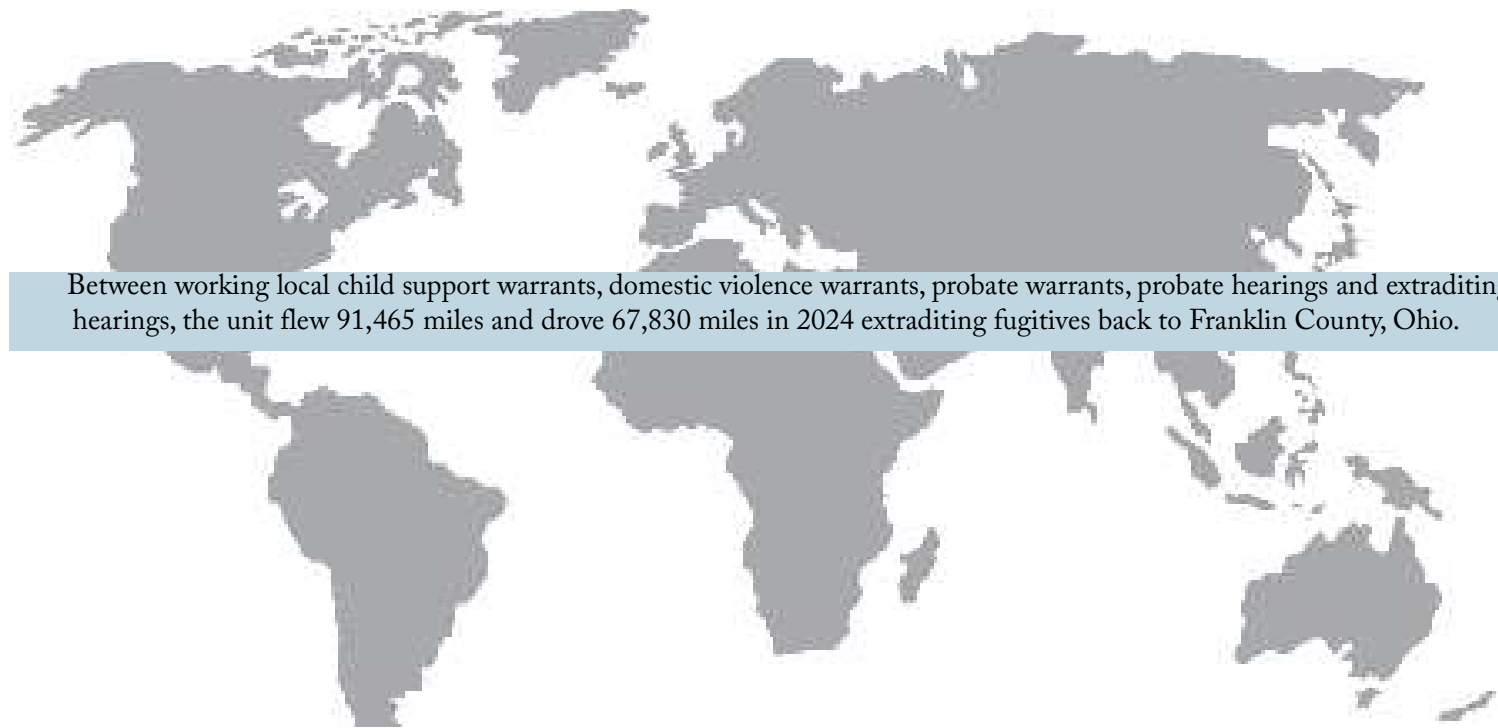 Between working local child support warrants, domestic violence warrants, probate warrants, probate hearings and extraditing
hearings, the unit flew 91,465 miles and drove 67,830 miles in 2024 extraditing fugitives back to Franklin County, Ohio.